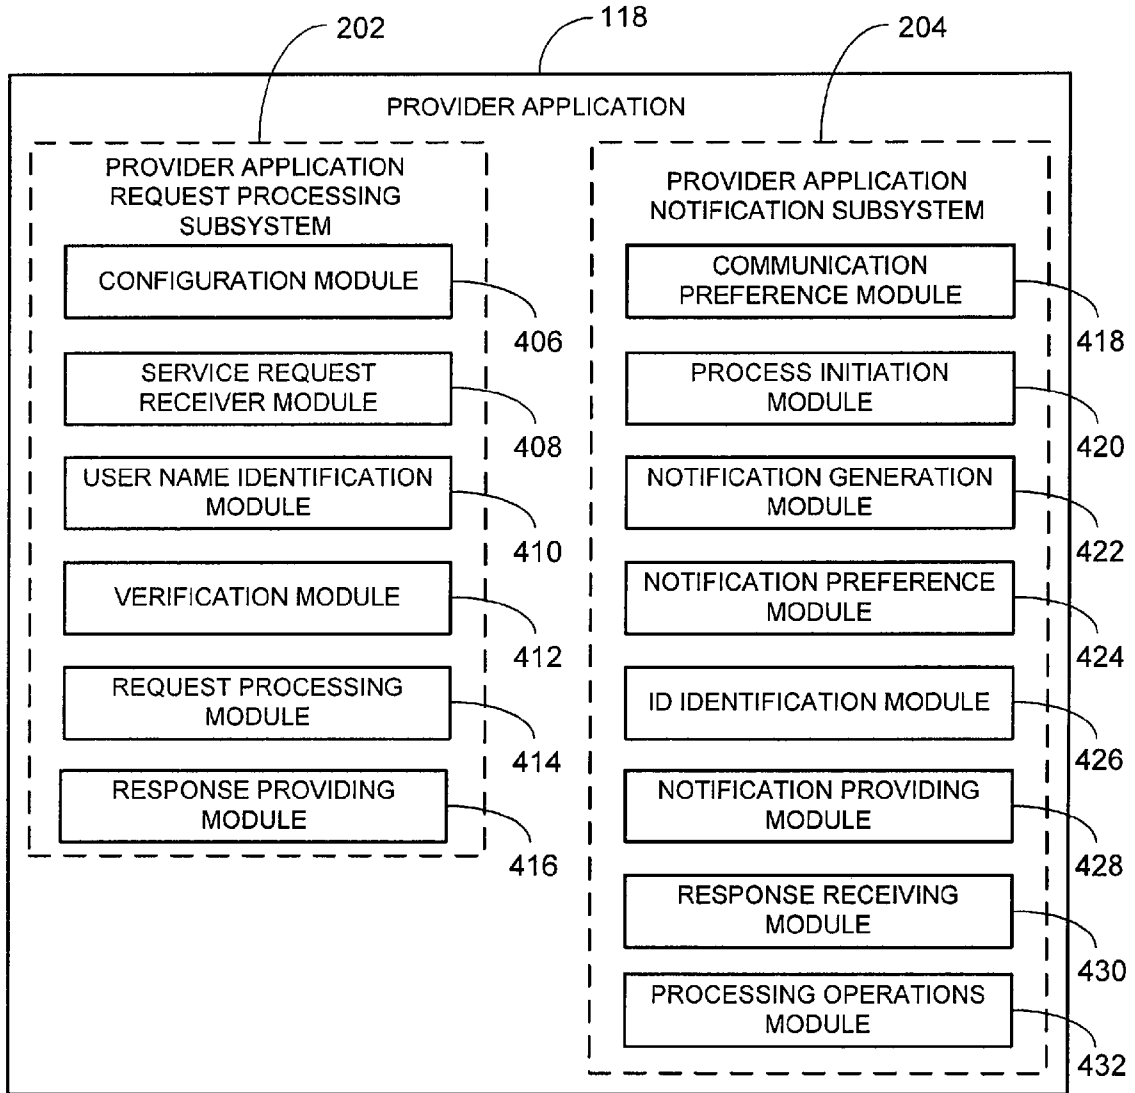 202
118
204
PROVIDER APPLICATION
PROVIDER APPLICATION
REQUEST PROCESSING
SUBSYSTEM
CONFIGURATION MODULE
406
SERVICE REQUEST
RECEIVER MODULE
408
USER NAME IDENTIFICATION
MODULE
410
VERIFICATION MODULE
412
REQUEST PROCESSING
MODULE
414
RESPONSE PROVIDING
MODULE
416
PROVIDER APPLICATION
NOTIFICATION SUBSYSTEM
COMMUNICATION
PREFERENCE MODULE
418
PROCESS INITIATION
MODULE
420
NOTIFICATION GENERATION
MODULE
422
NOTIFICATION PREFERENCE
MODULE
424
ID IDENTIFICATION MODULE
426
NOTIFICATION PROVIDING
MODULE
428
RESPONSE RECEIVING
MODULE
430
PROCESSING OPERATIONS
MODULE
432